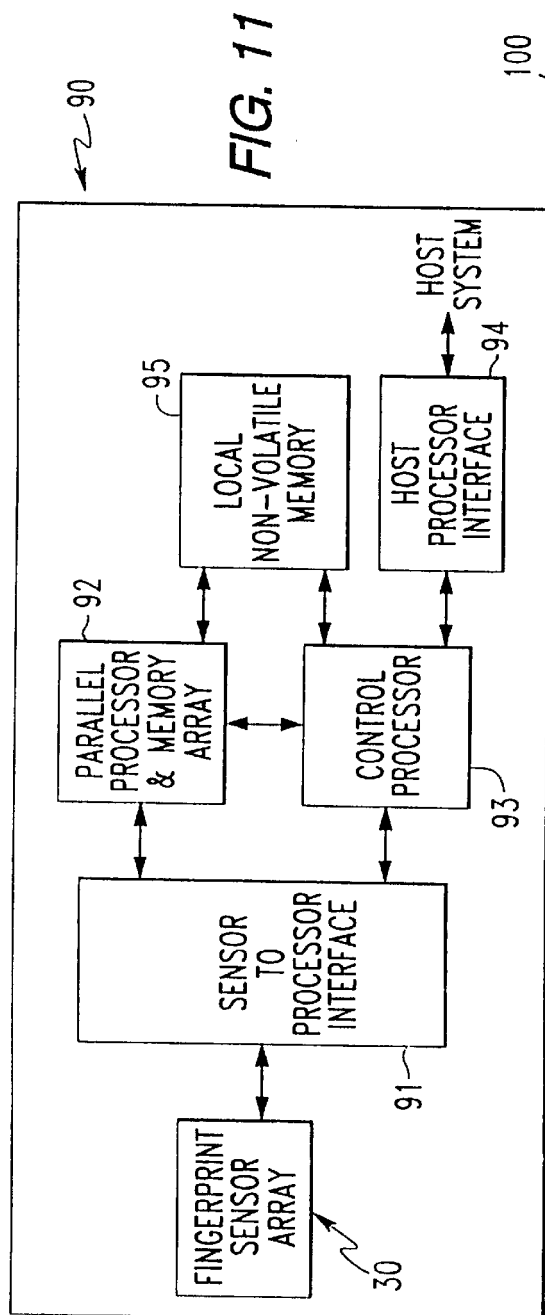 FIG. 11
90
100
FINGERPRINT
SENSOR
ARRAY
30
SENSOR
TO
PROCESSOR
INTERFACE
91
PARALLEL
PROCESSOR
& MEMORY
ARRAY
92
CONTROL
PROCESSOR
93
LOCAL
NON-VOLATILE
MEMORY
95
HOST
PROCESSOR
INTERFACE
94
HOST
SYSTEM